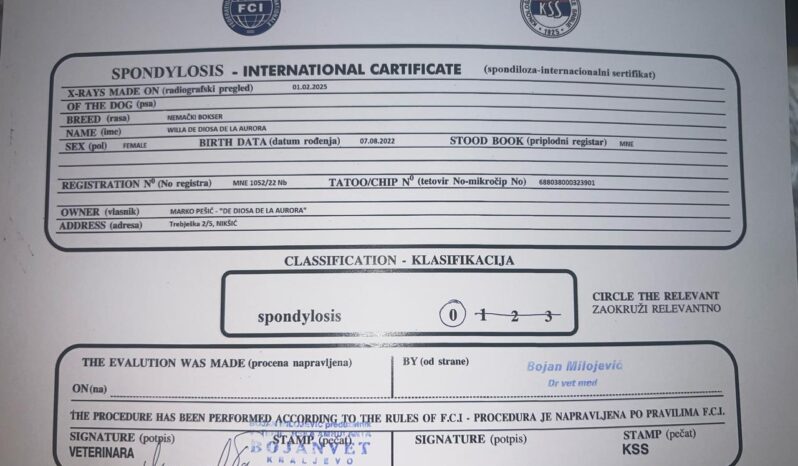 FCI
KSS
1925
SPONDYLOSIS - INTERNATIONAL CARTIFICATE (spondiloza-internacionalni sertifikat)
X-RAYS MADE ON (radiografski pregled) 01.02.2025
OF THE DOG (psa)
BREED (rasa) NEMAČKI BOKSER
NAME (ime) WILLA DE DIOSA DE LA AURORA
SEX (pol) FEMALE BIRTH DATA (datum rođenja) 07.08.2022 STOOD BOOK (priplodni registar) MNE
REGISTRATION Nº (No registra) MNE 1052/22 Nb TATOO/CHIP Nº (tetovir No-mikročip No) 688038000323901
OWNER (vlasnik) MARKO PEŠIĆ - "DE DIOSA DE LA AURORA"
ADDRESS (adresa) Trebješka 2/5, NIKŠIĆ
CLASSIFICATION - KLASIFIKACIJA
spondylosis 0 1 2 3
CIRCLE THE RELEVANT
ZAOKRUŽI RELEVANTNO
THE EVALUTION WAS MADE (procena napravljena) BY (od strane)
Bojan Milojević
Dr vet med
ON(na)
THE PROCEDURE HAS BEEN PERFORMED ACCORDING TO THE RULES OF F.C.I - PROCEDURA JE NAPRAVLJENA PO PRAVILIMA F.C.I.
SIGNATURE (potpis) STAMP (pečat) SIGNATURE (potpis) STAMP (pečat)
VETERINARA KSS
BOJANVET
KRALJEVO